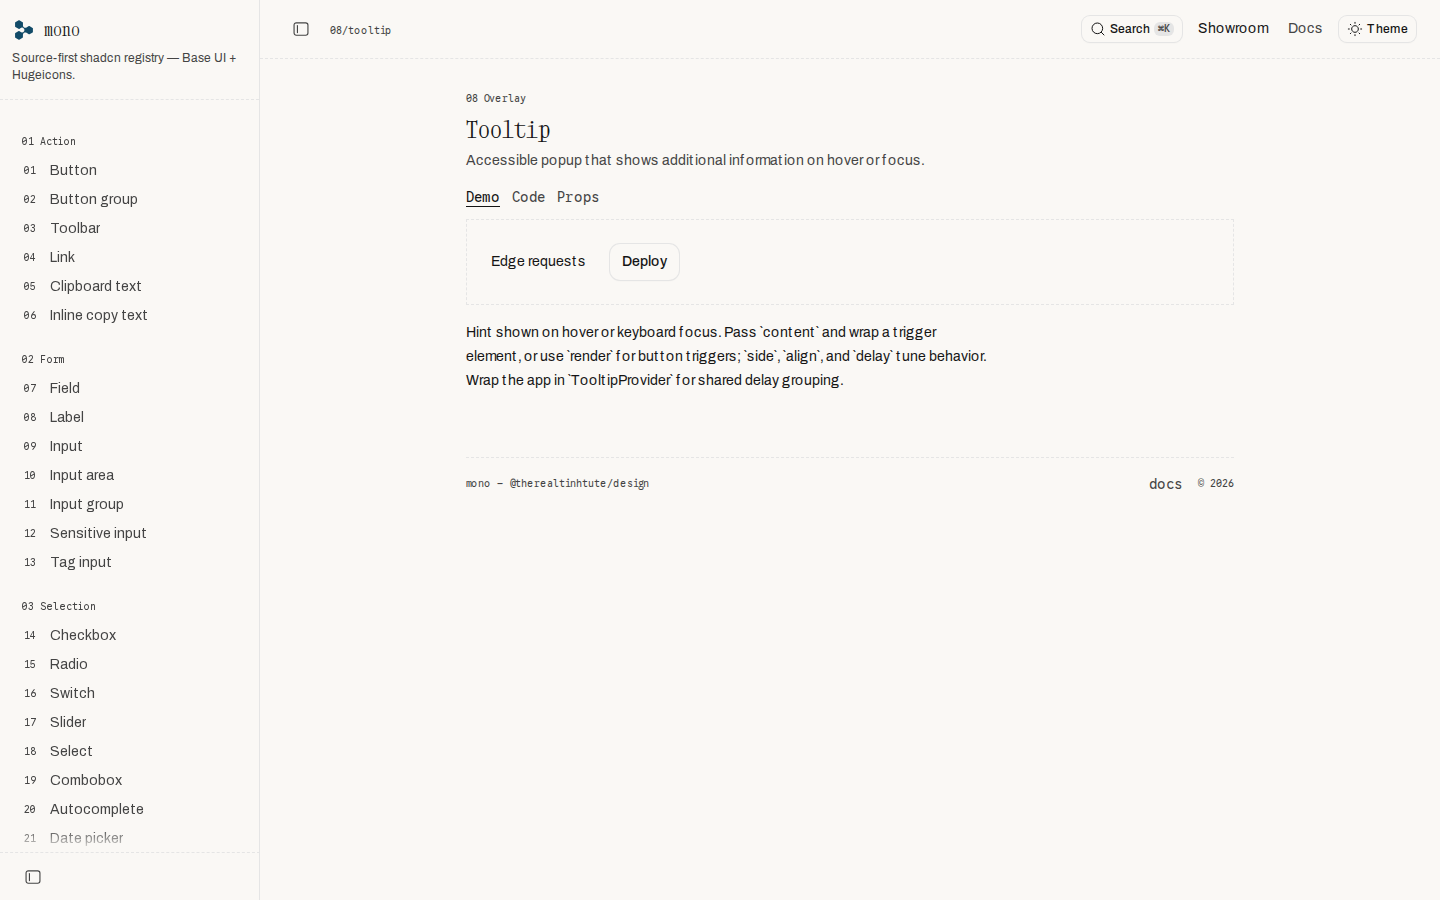 mono
Source-first shadcn registry — Base UI +
Hugeicons.
01 Action
01 Button
02 Button group
03 Toolbar
04 Link
05 Clipboard text
06 Inline copy text
02 Form
07 Field
08 Label
09 Input
10 Input area
11 Input group
12 Sensitive input
13 Tag input
03 Selection
14 Checkbox
15 Radio
16 Switch
17 Slider
18 Select
19 Combobox
20 Autocomplete
21 Date picker
08/tooltip
Search ⌘K
Showroom
Docs
Theme
08 Overlay
Tooltip
Accessible popup that shows additional information on hover or focus.
Demo Code Props
Edge requests
Deploy
Hint shown on hover or keyboard focus. Pass `content` and wrap a trigger
element, or use `render` for button triggers; `side`, `align`, and `delay` tune behavior.
Wrap the app in `TooltipProvider` for shared delay grouping.
mono — @therealtinhtute/design
docs © 2026